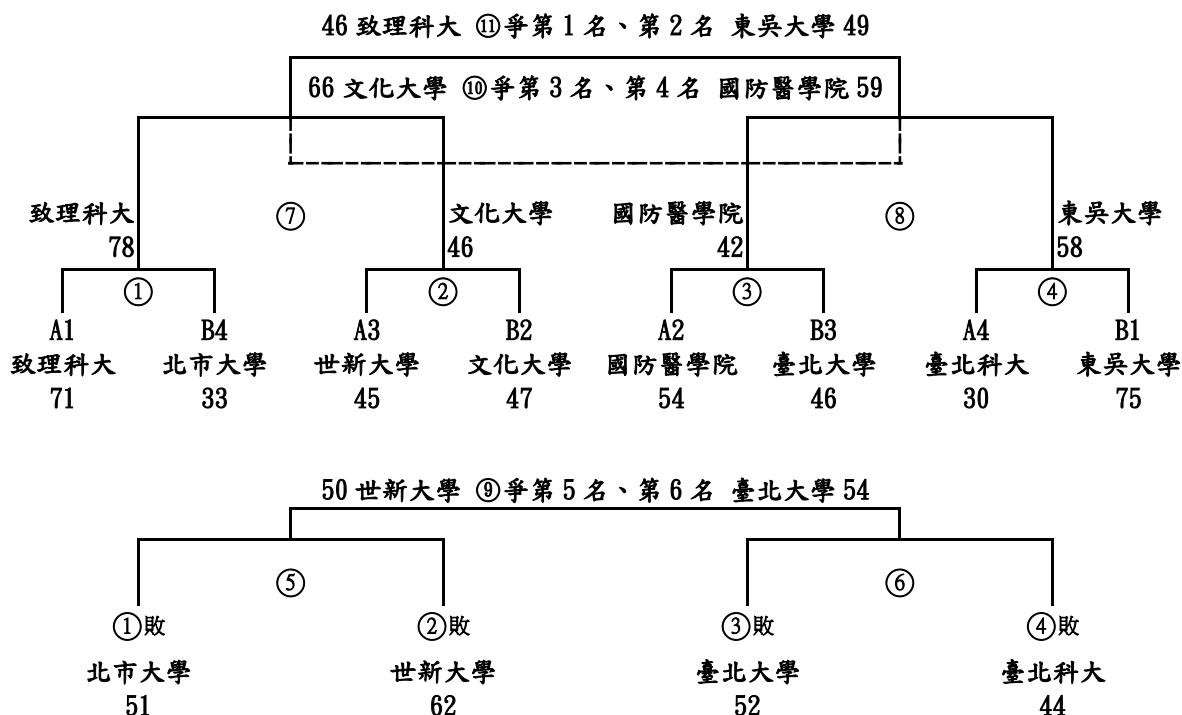 46 致理科大 ⑪爭第 1 名、第 2 名 東吳大學 49
66 文化大學 ⑩爭第 3 名、第 4 名 國防醫學院 59
致理科大 ⑦ 文化大學 國防醫學院 ⑧ 東吳大學
78 46 42 58
① ② ③ ④
A1 B4 A3 B2 A2 B3 A4 B1
致理科大 北市大學 世新大學 文化大學 國防醫學院 臺北大學 臺北科大 東吳大學
71 33 45 47 54 46 30 75
50 世新大學 ⑨爭第 5 名、第 6 名 臺北大學 54
⑤ ⑥
①敗 ②敗 ③敗 ④敗
北市大學 世新大學 臺北大學 臺北科大
51 62 52 44